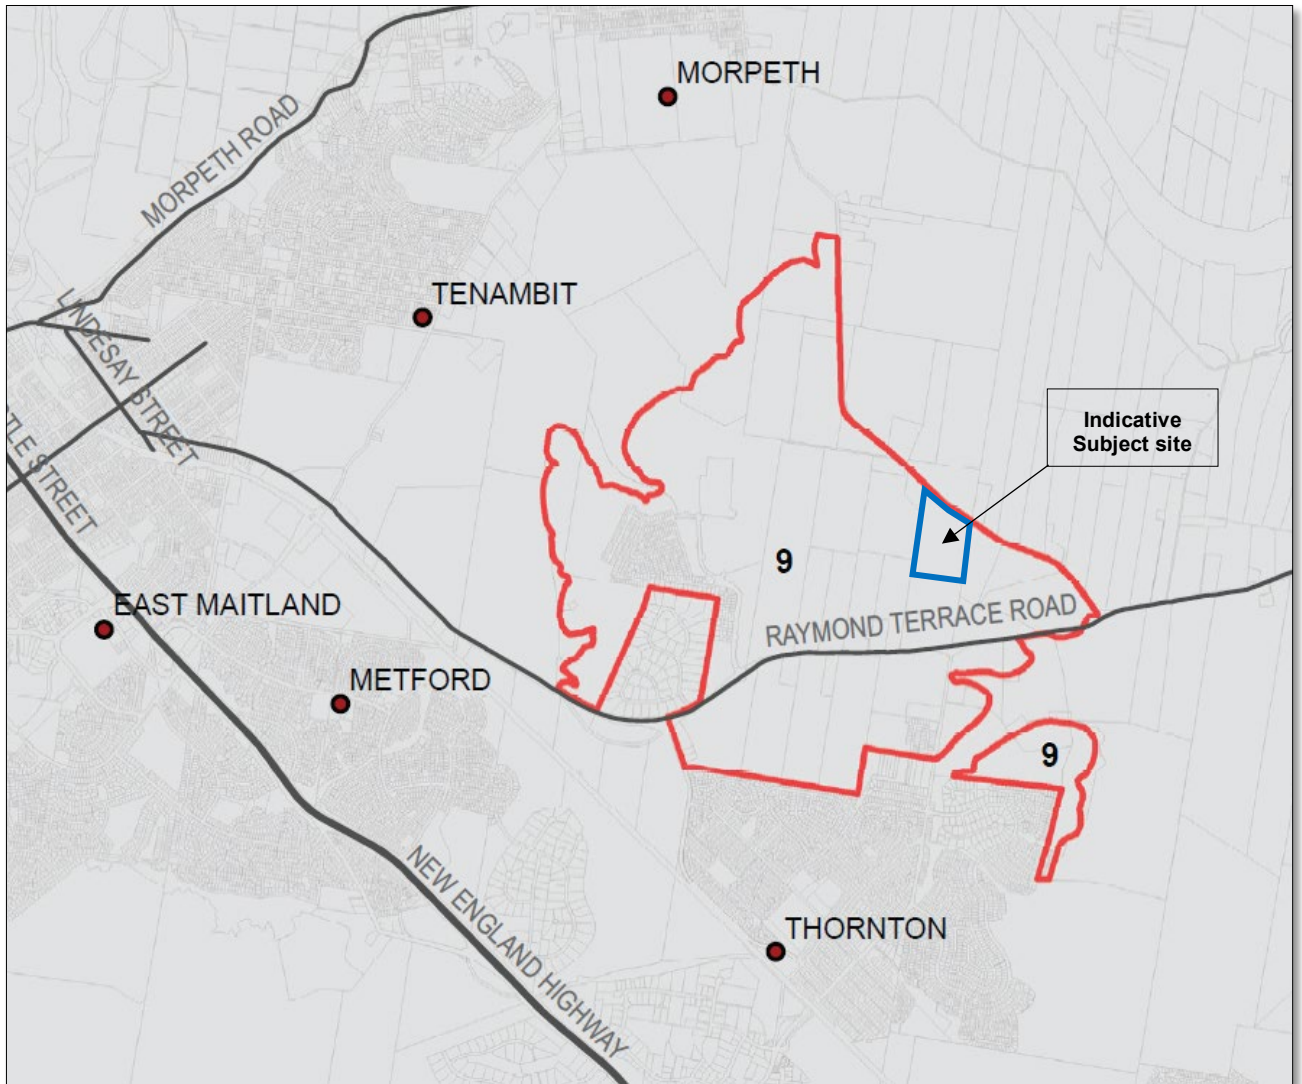 MORPETH
MORPETH ROAD
TENAMBIT
LINDESAY STREET
Indicative
Subject site
TLE STREET
9
EAST MAITLAND
RAYMOND TERRACE ROAD
METFORD
9
NEW ENGLAND HIGHWAY
THORNTON